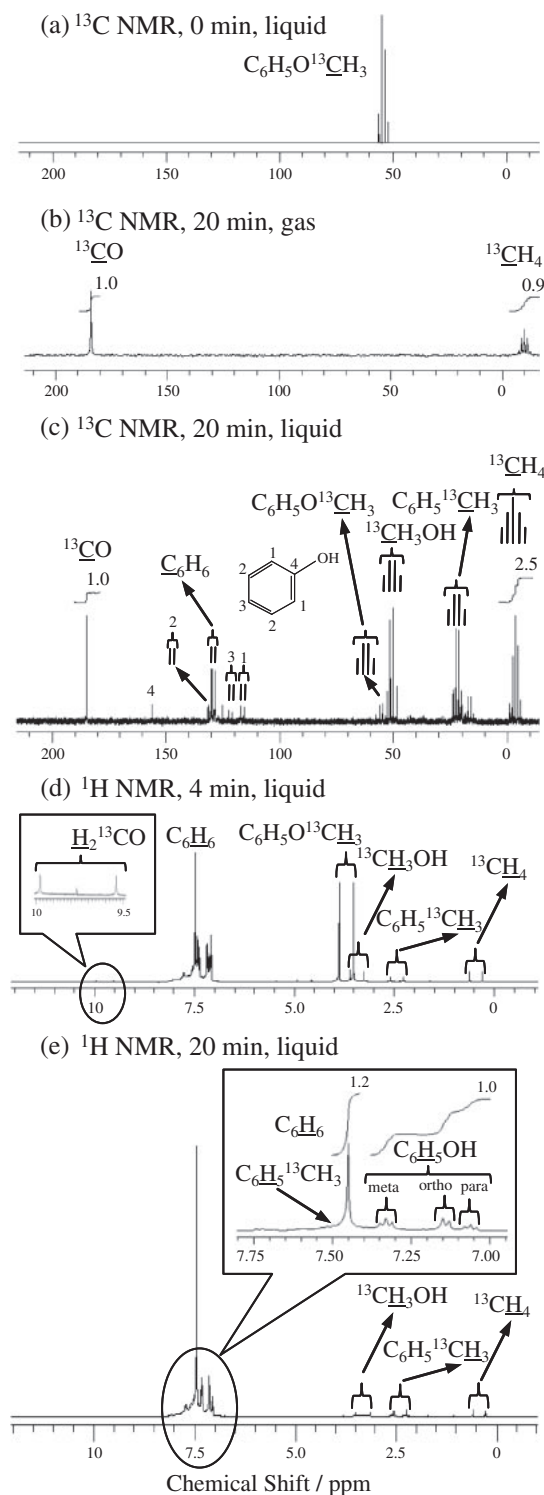 (a) ¹³C NMR, 0 min, liquid
C₆H₅O¹³CH₃
200 150 100 50 0
(b) ¹³C NMR, 20 min, gas
¹³CO ¹³CH₄
1.0 0.9
200 150 100 50 0
(c) ¹³C NMR, 20 min, liquid
¹³CH₄
C₆H₅O¹³CH₃ C₆H₅¹³CH₃
¹³CH₃OH
¹³CO C₆H₆
1 4 OH
2
3 1
2
1.0 2.5
2 3 1
4
200 150 100 50 0
(d) ¹H NMR, 4 min, liquid
H₂¹³CO C₆H₆ C₆H₅O¹³CH₃
¹³CH₃OH ¹³CH₄
C₆H₅¹³CH₃
10 9.5
10 7.5 5.0 2.5 0
(e) ¹H NMR, 20 min, liquid
1.2 1.0
C₆H₆
C₆H₅OH
C₆H₅¹³CH₃
meta ortho para
7.75 7.50 7.25 7.00
¹³CH₃OH ¹³CH₄
C₆H₅¹³CH₃
10 7.5 5.0 2.5 0
Chemical Shift / ppm